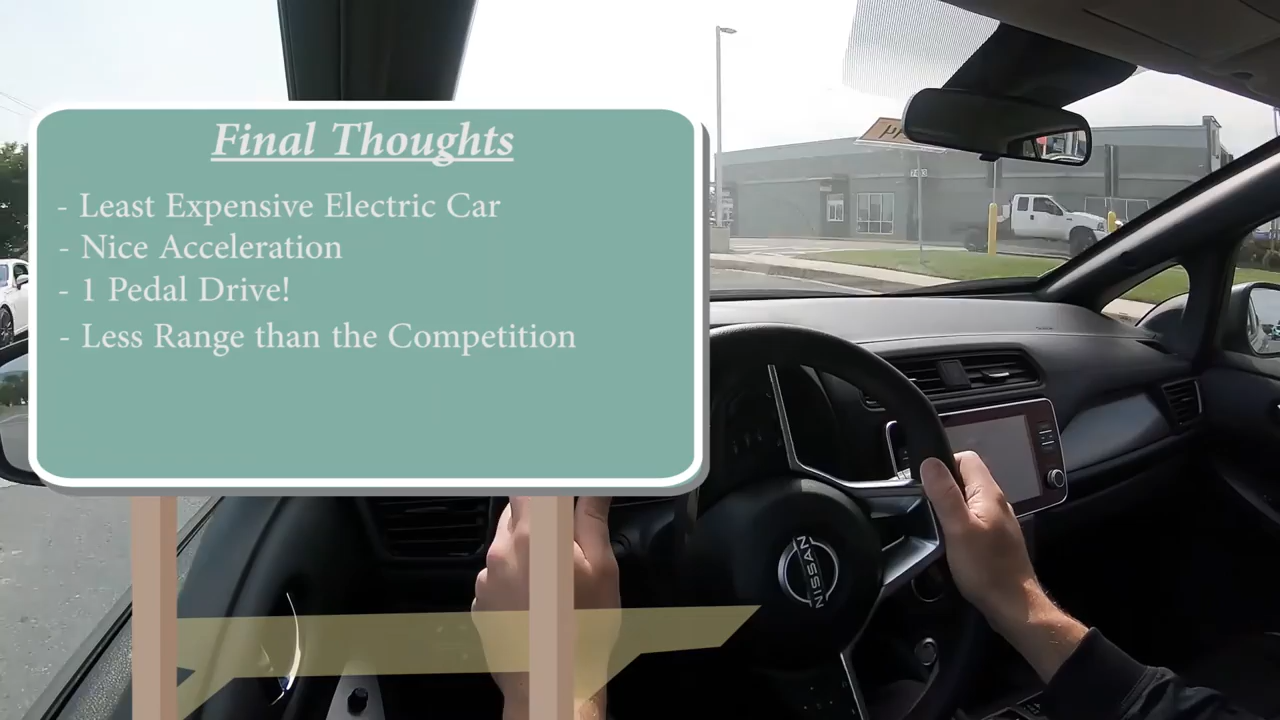 Final Thoughts
- Least Expensive Electric Car
- Nice Acceleration
- 1 Pedal Drive!
- Less Range than the Competition
NISSAN